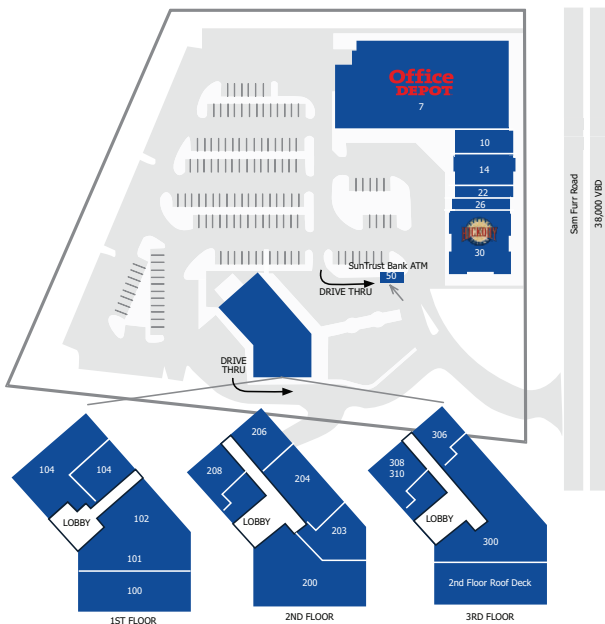 Office
DEPOT
7
10
14
22
26
30
SunTrust Bank ATM
50
DRIVE THRU
DRIVE
THRU
Sam Furr Road
38,000 VBD
104
104
LOBBY
102
101
100
1ST FLOOR
206
208
204
LOBBY
203
200
2ND FLOOR
306
308
310
LOBBY
300
2nd Floor Roof Deck
3RD FLOOR